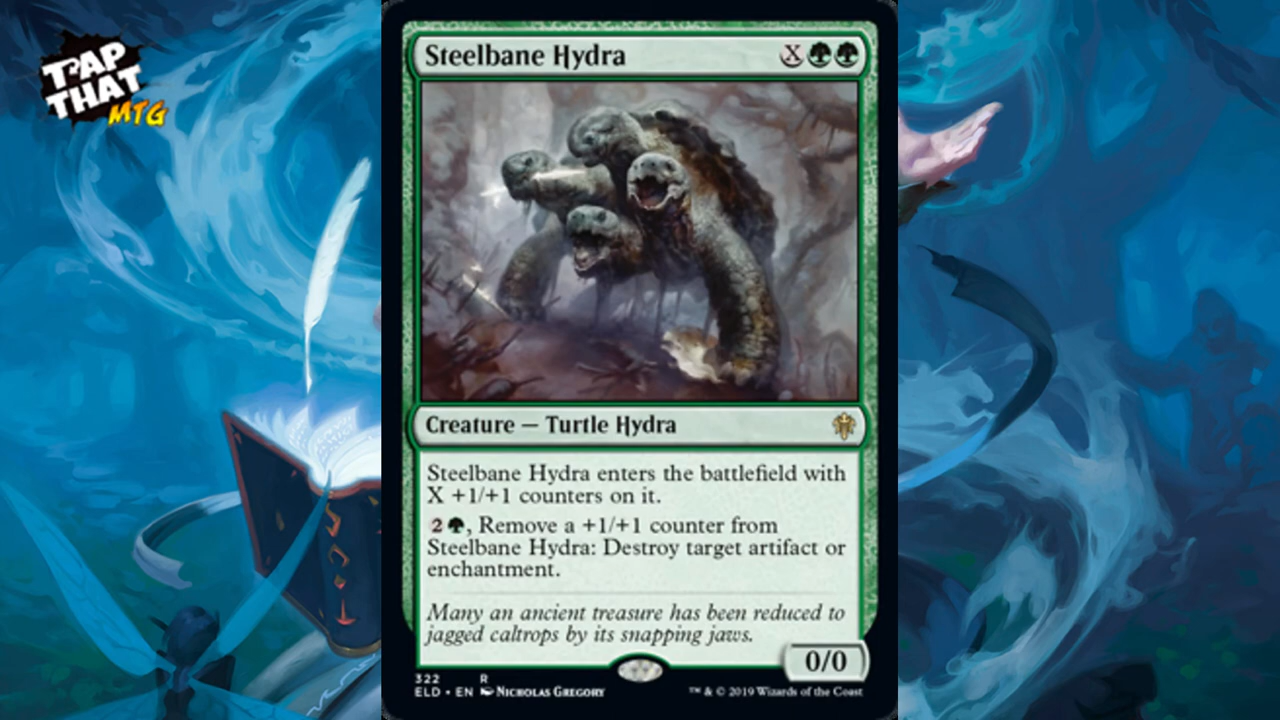 TRAP
THAT
MTG
Steelbane Hydra X
Creature — Turtle Hydra
Steelbane Hydra enters the battlefield with
X +1/+1 counters on it.
2, Remove a +1/+1 counter from
Steelbane Hydra: Destroy target artifact or
enchantment.
Many an ancient treasure has been reduced to
jagged caltrops by its snapping jaws.
0/0
322 R
ELD • EN Nicholas Gregory ™ & © 2019 Wizards of the Coast